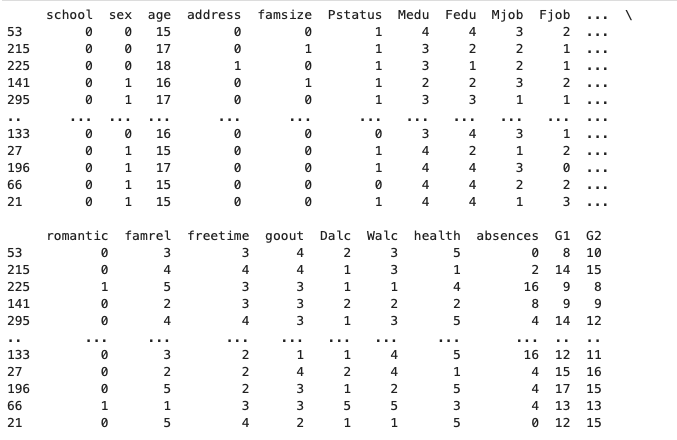 school sex age address famsize Pstatus Medu Fedu Mjob Fjob ... \
53 0 0 15 0 0 1 4 4 3 2 ...
215 0 0 17 0 1 1 3 2 2 1 ...
225 0 0 18 1 0 1 3 1 2 1 ...
141 0 1 16 0 1 1 2 2 3 2 ...
295 0 1 17 0 0 1 3 3 1 1 ...
.. ... ... ... ... ... ... ... ... ... ... ...
133 0 0 16 0 0 0 3 4 3 1 ...
27 0 1 15 0 0 1 4 2 1 2 ...
196 0 1 17 0 0 1 4 4 3 0 ...
66 0 1 15 0 0 0 4 4 2 2 ...
21 0 1 15 0 0 1 4 4 1 3 ...
romantic famrel freetime goout Dalc Walc health absences G1 G2
53 0 3 3 4 2 3 5 0 8 10
215 0 4 4 4 1 3 1 2 14 15
225 1 5 3 3 1 1 4 16 9 8
141 0 2 3 3 2 2 2 8 9 9
295 0 4 4 3 1 3 5 4 14 12
.. ... ... ... ... ... ... ... ... .. ..
133 0 3 2 1 1 4 5 16 12 11
27 0 2 2 4 2 4 1 4 15 16
196 0 5 2 3 1 2 5 4 17 15
66 1 1 3 3 5 5 3 4 13 13
21 0 5 4 2 1 1 5 0 12 15